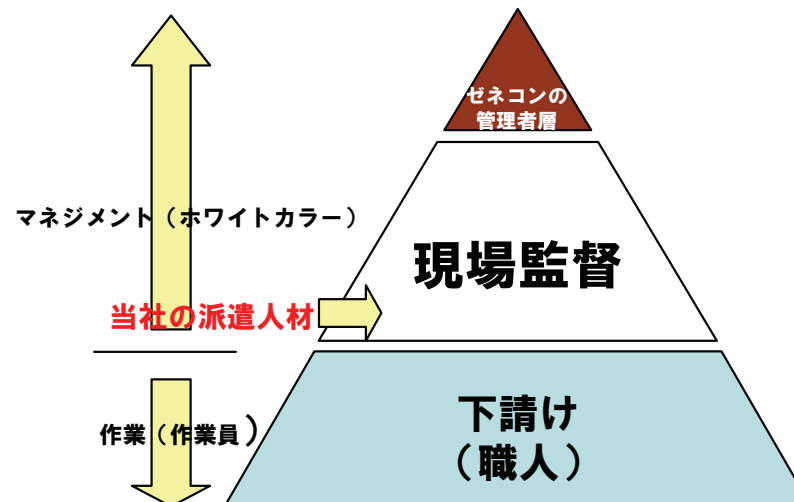 ゼネコンの
管理者層
マネジメント（ホワイトカラー）
現場監督
当社の派遣人材
下請け
（職人）
作業（作業員）